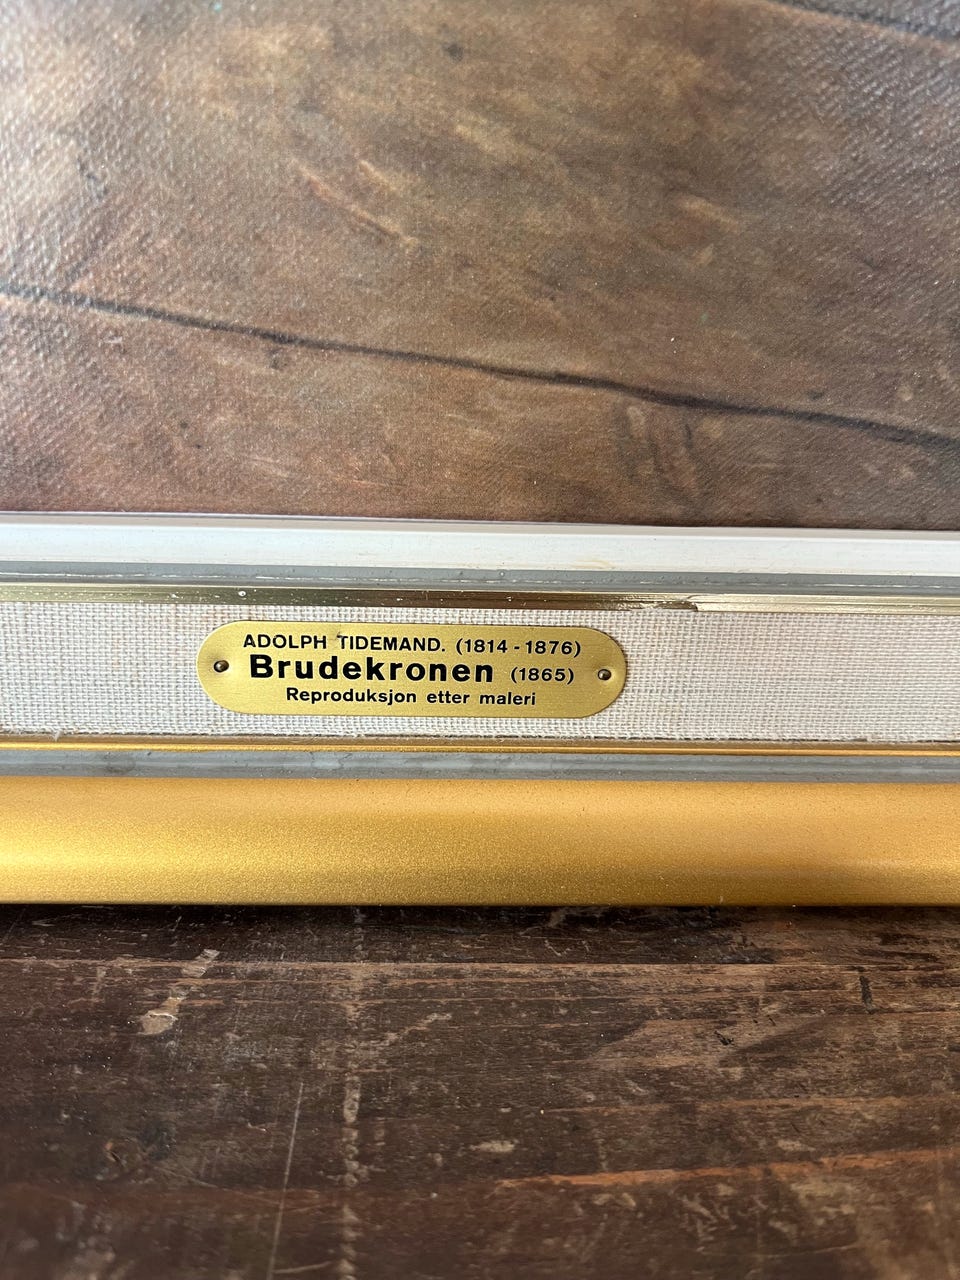 ADOLPH TIDEMAND. (1814 - 1876)
Brudekronen (1865)
Reproduksjon etter maleri